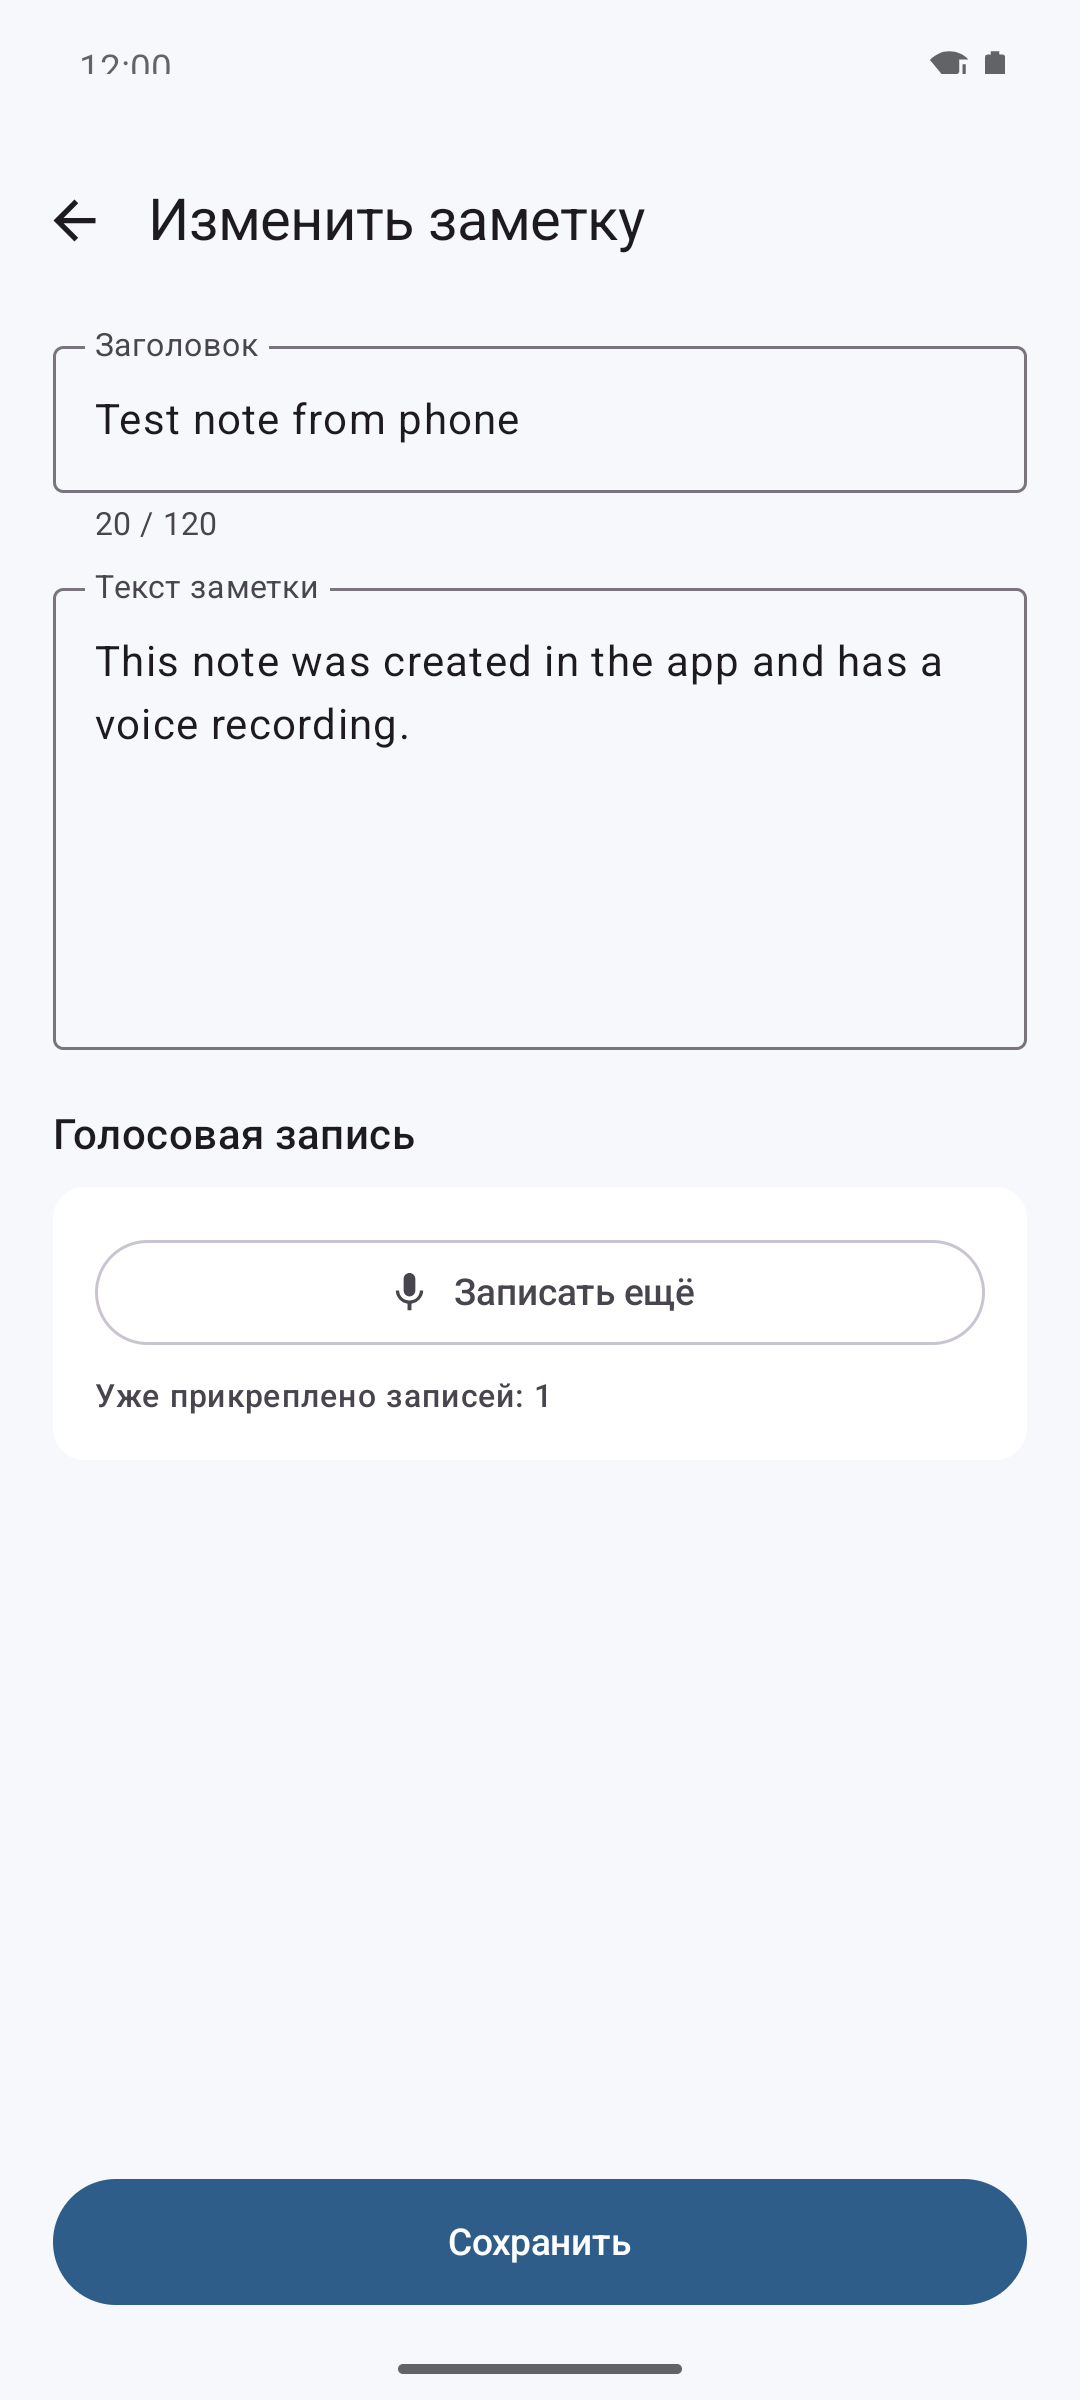 12:00
Изменить заметку
Заголовок
Test note from phone
20 / 120
Текст заметки
This note was created in the app and has a
voice recording.
Голосовая запись
Записать ещё
Уже прикреплено записей: 1
Сохранить